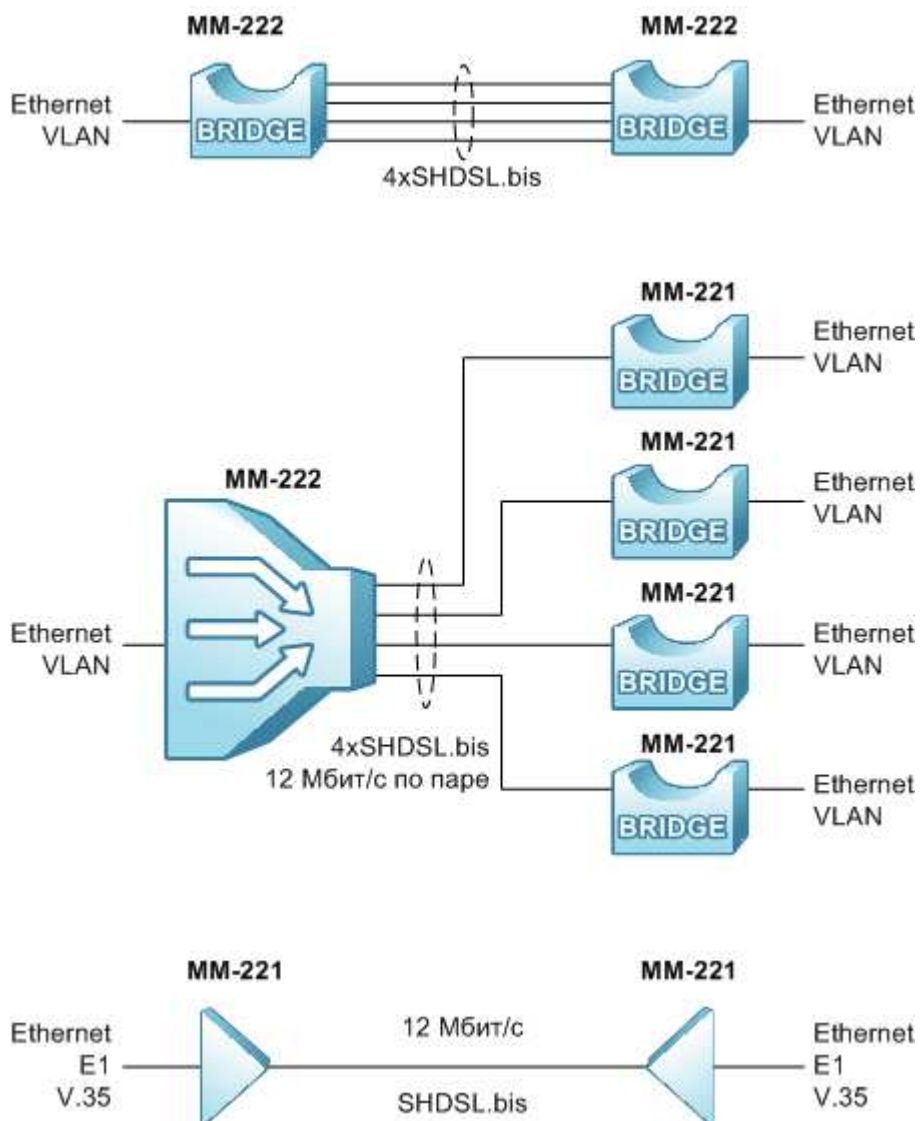 MM-222
MM-222
Ethernet
VLAN
BRIDGE
BRIDGE
Ethernet
VLAN
4xSHDSL.bis
MM-221
BRIDGE
Ethernet
VLAN
MM-221
BRIDGE
Ethernet
VLAN
MM-222
Ethernet
VLAN
MM-221
BRIDGE
Ethernet
VLAN
4xSHDSL.bis
12 Мбит/с по паре
MM-221
BRIDGE
Ethernet
VLAN
MM-221
MM-221
Ethernet
E1
V.35
12 Мбит/с
SHDSL.bis
Ethernet
E1
V.35